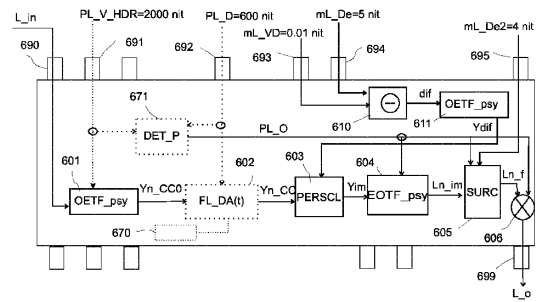 L_in
PL_V_HDR=2000 nit
PL_D=600 nit
mL_De=5 nit
mL_VD=0.01 nit
mL_De2=4 nit
690
691
692
693
694
695
671
DET_P
PL_O
610
dif
OETF_psy
611
Ydif
601
OETF_psy
Yn_CC0
602
FL_DA(t)
Yn_CC
603
PERSCL
Yim
604
EOTF_psy
Ln_im
SURC
605
Ln_f
606
670
699
L_o